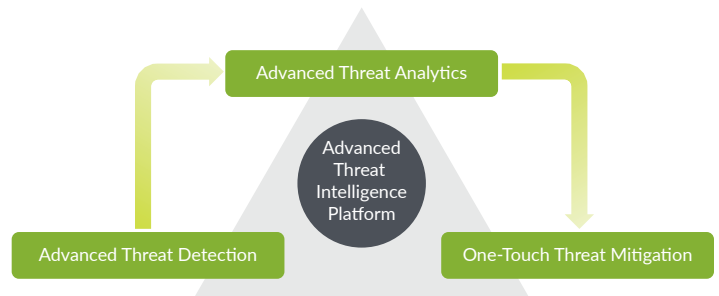 Advanced Threat Analytics
Advanced
Threat
Intelligence
Platform
Advanced Threat Detection
One-Touch Threat Mitigation